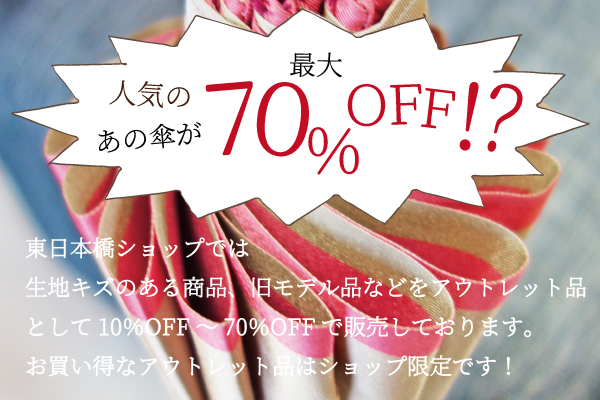 最大
人気の
あの傘が
70%OFF!?
東日本橋ショップでは
生地キズのある商品、旧モデル品などをアウトレット品
として10%OFF～70%OFFで販売しております。
お買い得なアウトレット品はショップ限定です！